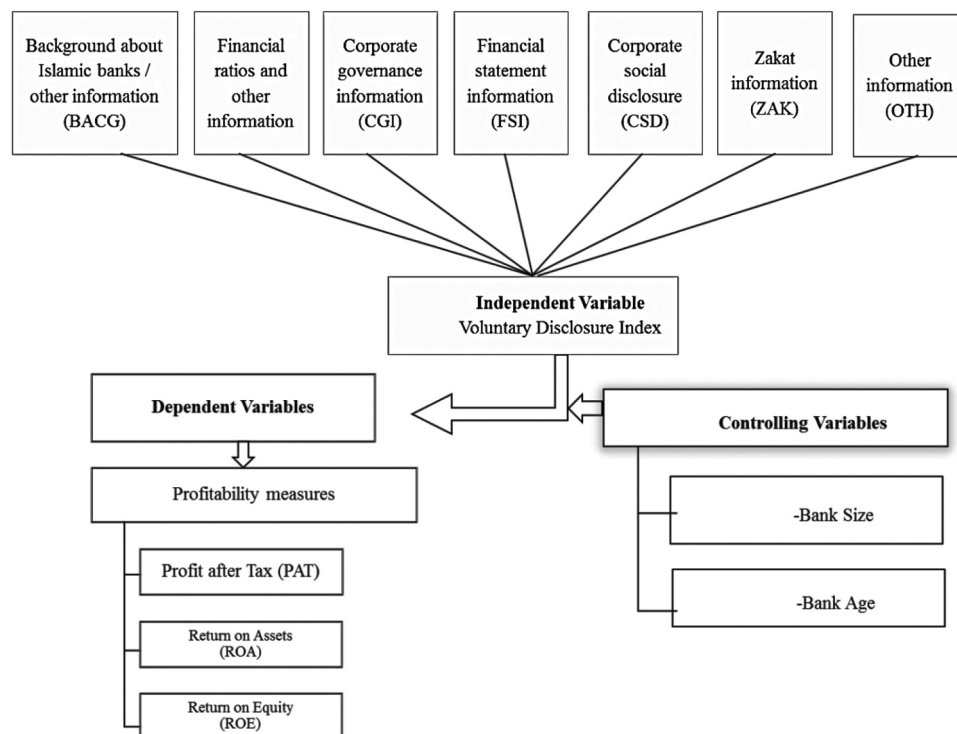 Background about
Islamic banks /
other information
(BACG)
Financial
ratios and
other
information
Corporate
governance
information
(CGI)
Financial
statement
information
(FSI)
Corporate
social
disclosure
(CSD)
Zakat
information
(ZAK)
Other
information
(OTH)
Independent Variable
Voluntary Disclosure Index
Dependent Variables
Controlling Variables
Profitability measures
-Bank Size
Profit after Tax (PAT)
-Bank Age
Return on Assets
(ROA)
Return on Equity
(ROE)